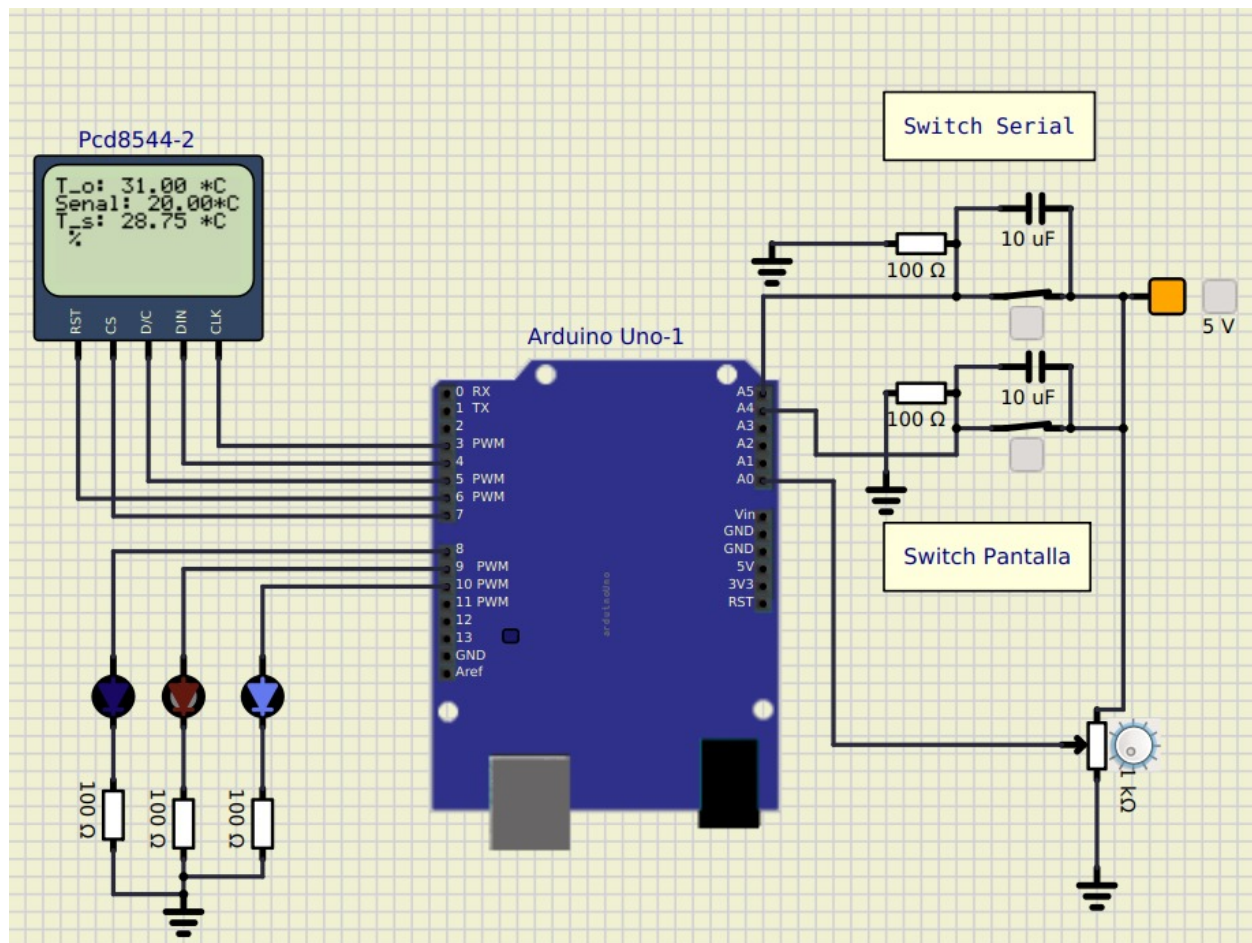 Switch Serial
Pcd8544-2
T_o: 31.00 *C
Senal: 20.00*C
T_s: 28.75 *C
%
RST
CS
D/C
DIN
CLK
10 uF
100 Ω
5 V
Arduino Uno-1
10 uF
100 Ω
0 RX
1 TX
2
3 PWM
4
5 PWM
6 PWM
7
8
9 PWM
10 PWM
11 PWM
12
13
GND
Aref
A5
A4
A3
A2
A1
A0
Vin
GND
GND
5V
3V3
RST
arduinoUno
Switch Pantalla
1 kΩ
100 Ω
100 Ω
100 Ω